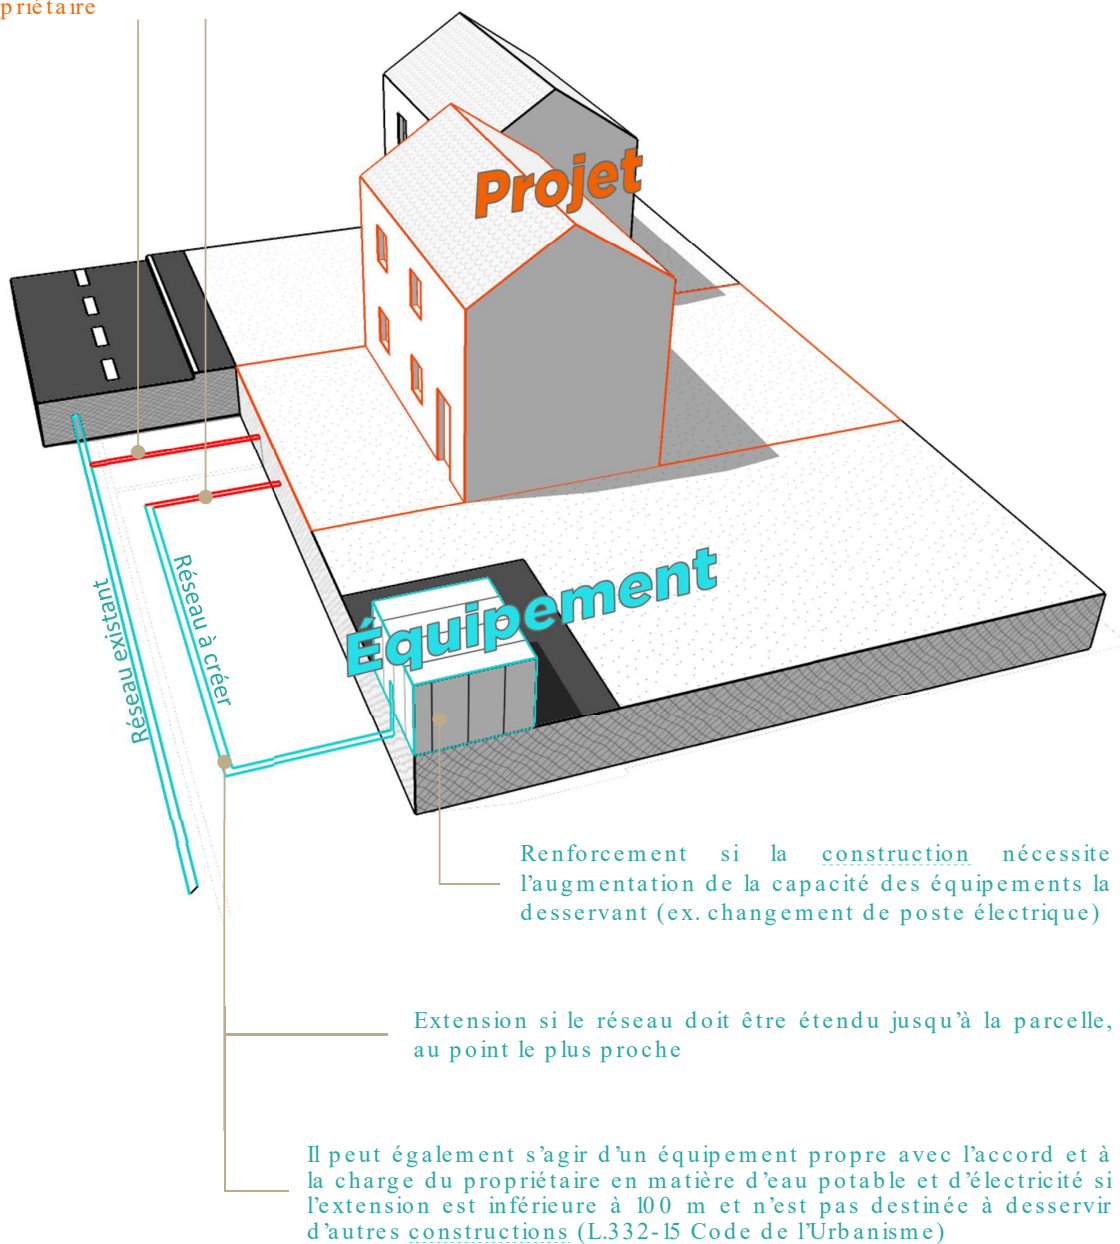 priétaire
Projet
Équipement
Réseau existant
Réseau à créer
Renforcement si la construction nécessite
l’augmentation de la capacité des équipements la
desservant (ex. changement de poste électrique)
Extension si le réseau doit être étendu jusqu’à la parcelle,
au point le plus proche
Il peut également s’agir d’un équipement propre avec l’accord et à
la charge du propriétaire en matière d’eau potable et d’électricité si
l’extension est inférieure à 100 m et n’est pas destinée à desservir
d’autres constructions (L.332-15 Code de l’Urbanisme)